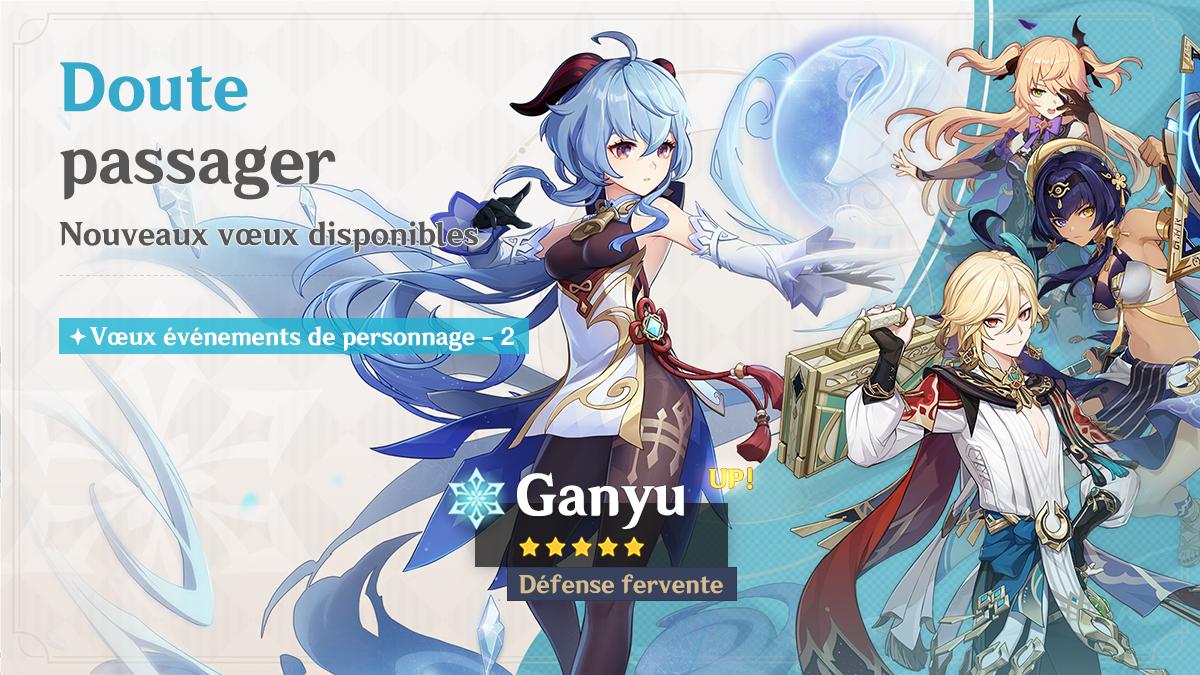 Doute
passager
Nouveaux vœux disponibles
✦Vœux événements de personnage - 2
Ganyu UP!
Défense fervente